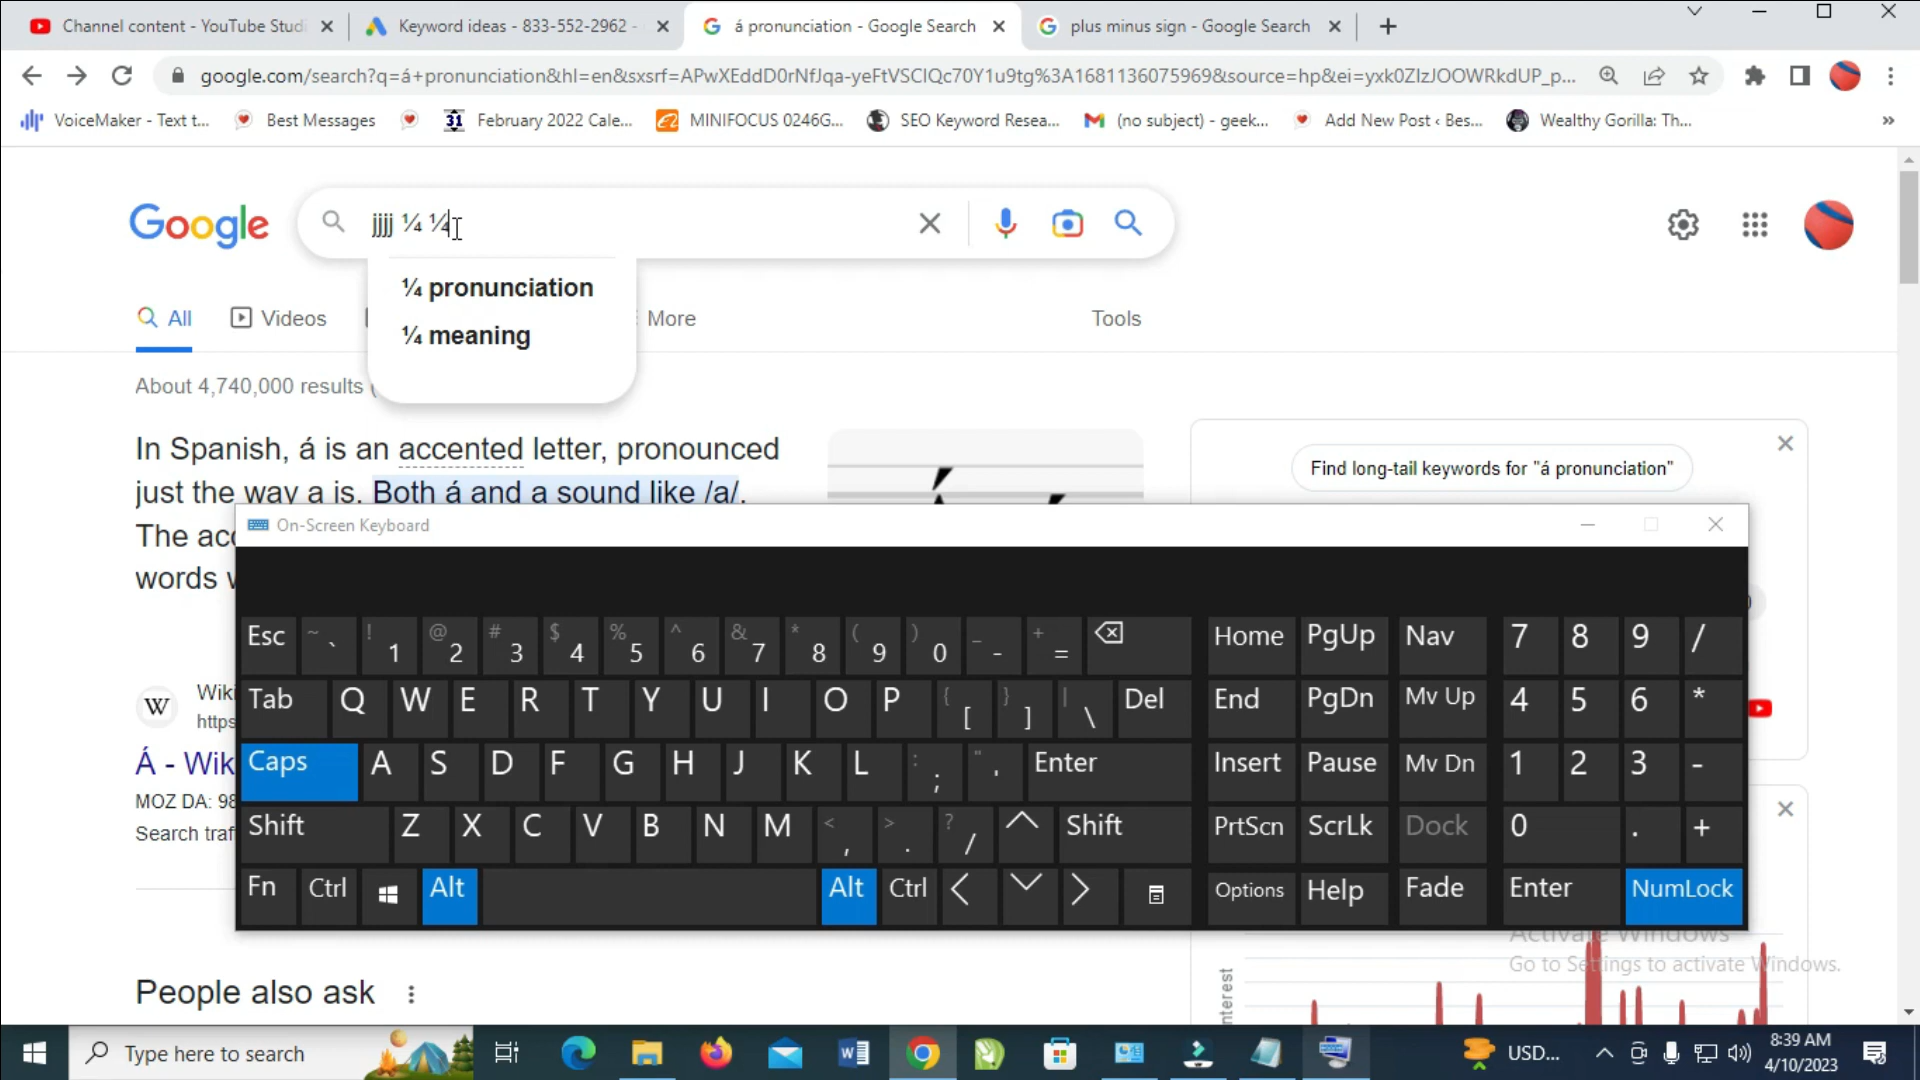 Channel content - YouTube Studi
Keyword ideas - 833-552-2962 -
á pronunciation - Google Search
plus minus sign - Google Search
google.com/search?q=á+pronunciation&hl=en&sxsrf=APwXEddD0rNfJqa-yeFtVSClQc70Y1u9tg%3A1681136075969&source=hp&ei=yxk0ZIzJOOWRkdUP_p...
VoiceMaker - Text t...
Best Messages
31
February 2022 Cale...
MINIFOCUS 0246G...
SEO Keyword Resea...
(no subject) - geek...
Add New Post ‹ Bes...
Wealthy Gorilla: Th...
»
Google
jjjj ¼ ¼
¼ pronunciation
¼ meaning
All
Videos
More
Tools
About 4,740,000 results (
In Spanish, á is an accented letter, pronounced
just the way a is. Both á and a sound like /a/.
The acc
words w
Find long-tail keywords for "á pronunciation"
On-Screen Keyboard
Esc ~ ` ! 1 @ 2 # 3 $ 4 % 5 ^ 6 & 7 * 8 ( 9 ) 0 _ - + = Home PgUp Nav 7 8 9 /
Tab Q W E R T Y U I O P { [ } ] | \ Del End PgDn Mv Up 4 5 6 *
Caps A S D F G H J K L : ; " ' Enter Insert Pause Mv Dn 1 2 3 -
Shift Z X C V B N M < , > . ? / Shift PrtScn ScrLk Dock 0 . +
Fn Ctrl Alt Alt Ctrl Options Help Fade Enter NumLock
W
Wiki
https
Á - Wik
MOZ DA: 98
Search traf
People also ask
Activate Windows
Go to Settings to activate Windows.
nterest
Type here to search
USD...
8:39 AM
4/10/2023